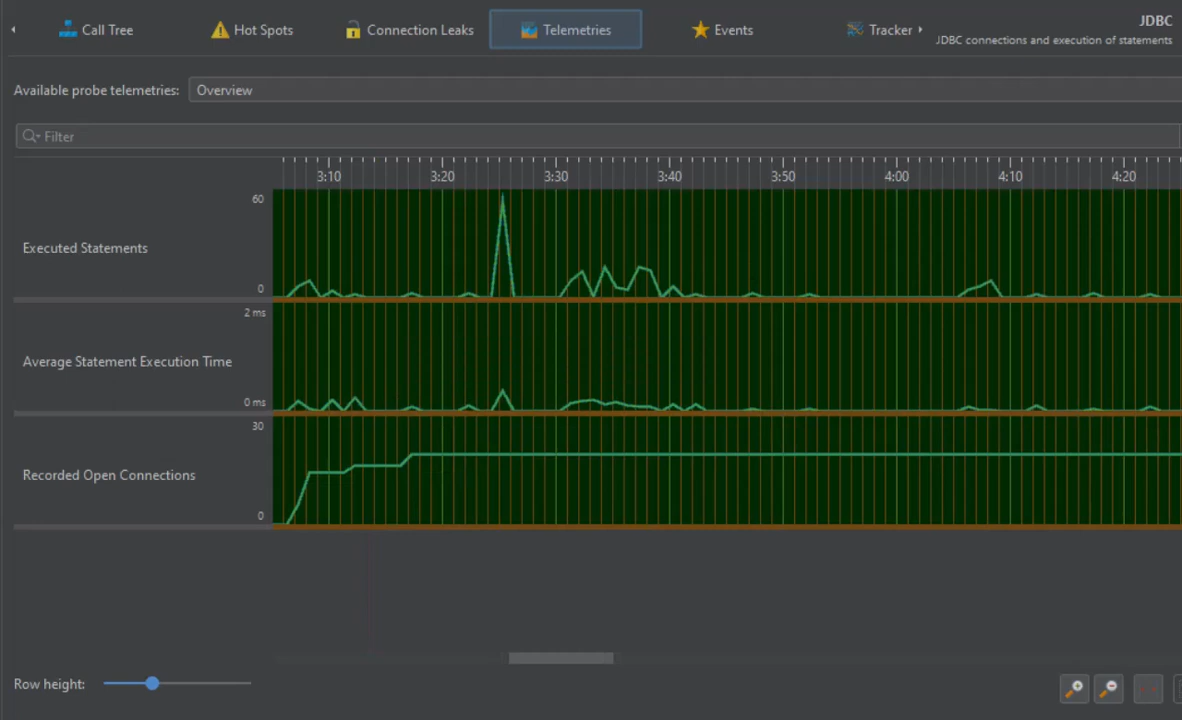 Call Tree
Hot Spots
Connection Leaks
Telemetries
Events
Tracker
JDBC
JDBC connections and execution of statements
Available probe telemetries: Overview
Filter
3:10 3:20 3:30 3:40 3:50 4:00 4:10 4:20
60
Executed Statements
0
2 ms
Average Statement Execution Time
0 ms
30
Recorded Open Connections
0
Row height: